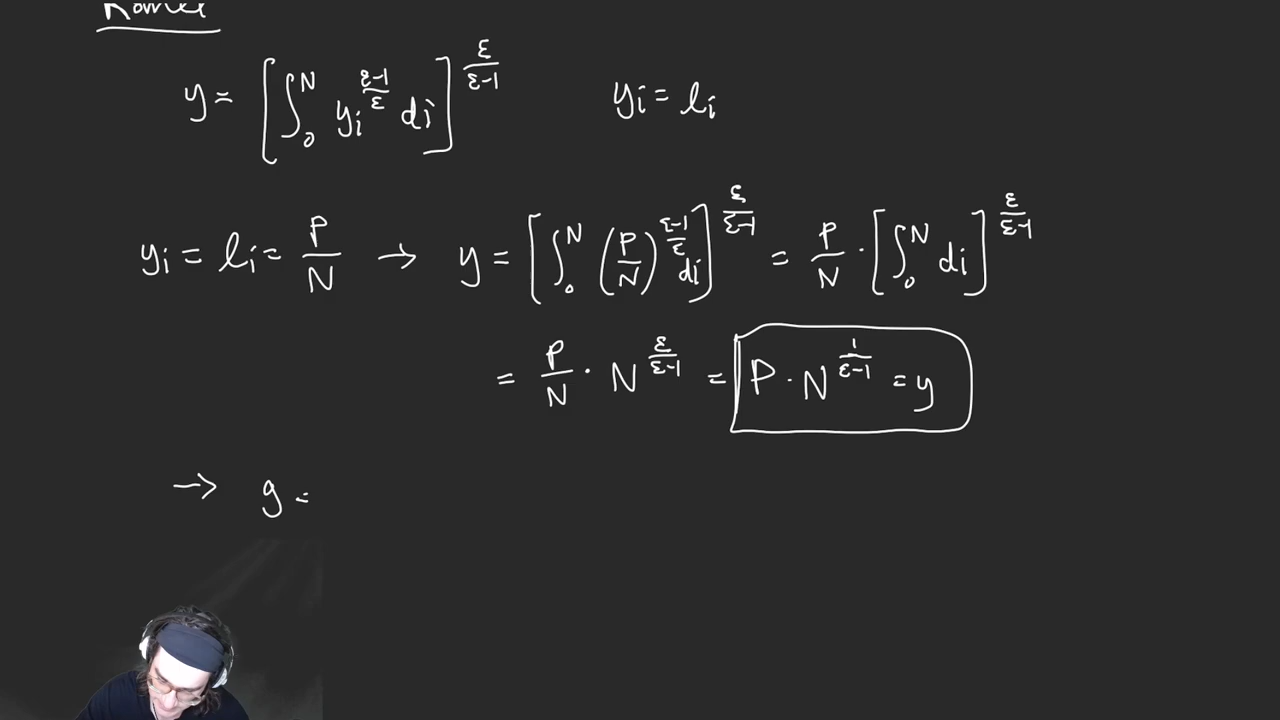 y = [∫₀ᴺ yᵢ^((ε-1)/ε) di]^(ε/(ε-1))    yᵢ = lᵢ
yᵢ = lᵢ = P/N → y = [∫₀ᴺ (P/N)^((ε-1)/ε) di]^(ε/(ε-1)) = P/N · [∫₀ᴺ di]^(ε/(ε-1))
= P/N · N^(ε/(ε-1)) = P · N^(1/(ε-1)) = y
→ g =